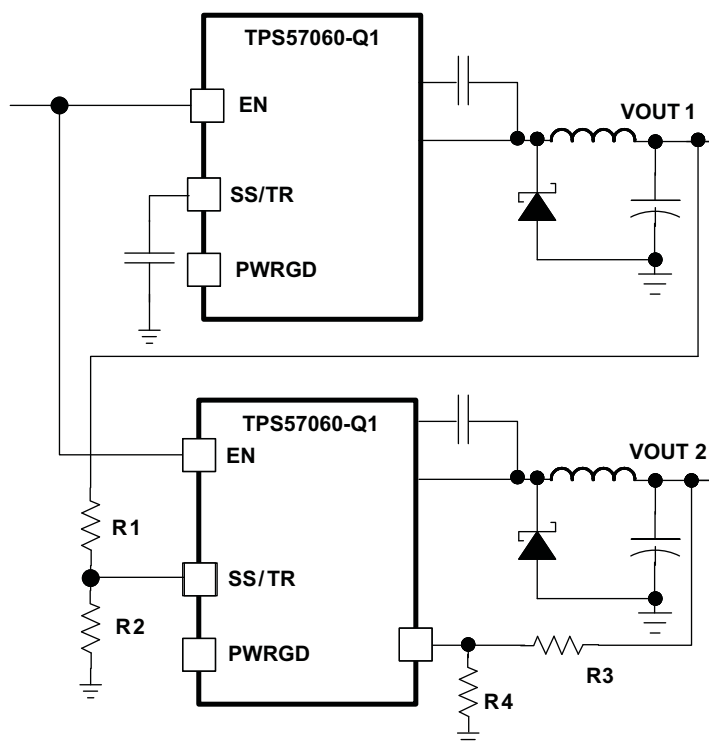 TPS57060-Q1
EN
VOUT 1
SS/TR
PWRGD
TPS57060-Q1
EN
VOUT 2
R1
SS/TR
R2
PWRGD
R3
R4